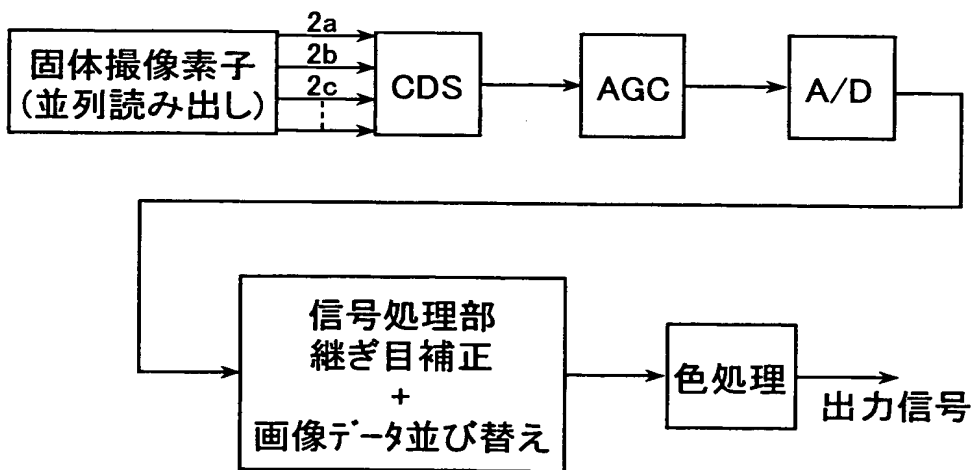 固体撮像素子
(並列読み出し)
2a
2b
2c
CDS
AGC
A/D
信号処理部
継ぎ目補正
+
画像データ並び替え
色処理
出力信号